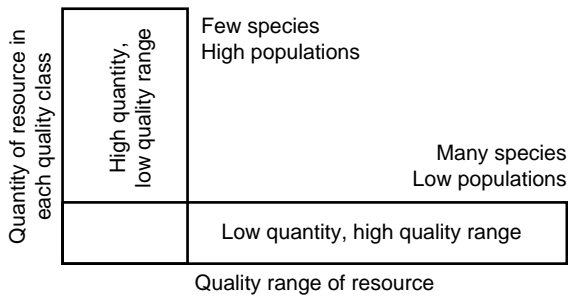 Quantity of resource in
each quality class
High quantity,
low quality range
Few species
High populations
Many species
Low populations
Low quantity, high quality range
Quality range of resource